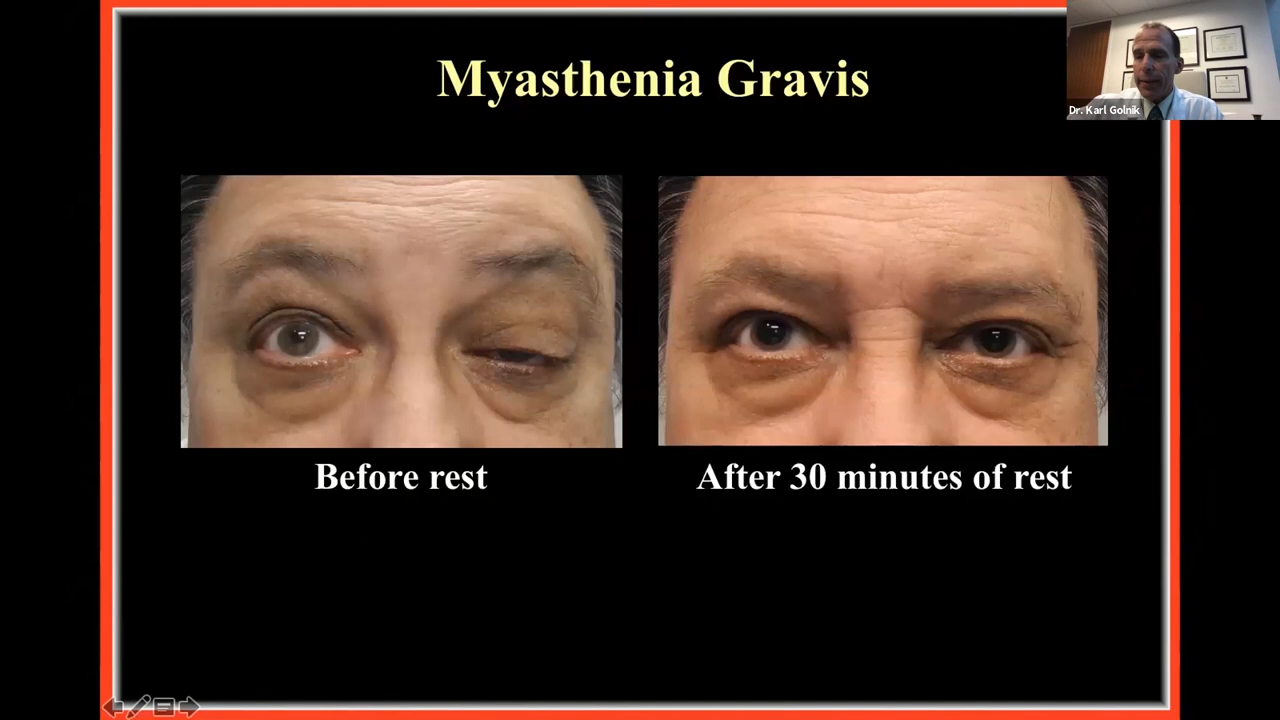 Myasthenia Gravis
Dr. Karl Golnik
Before rest
After 30 minutes of rest